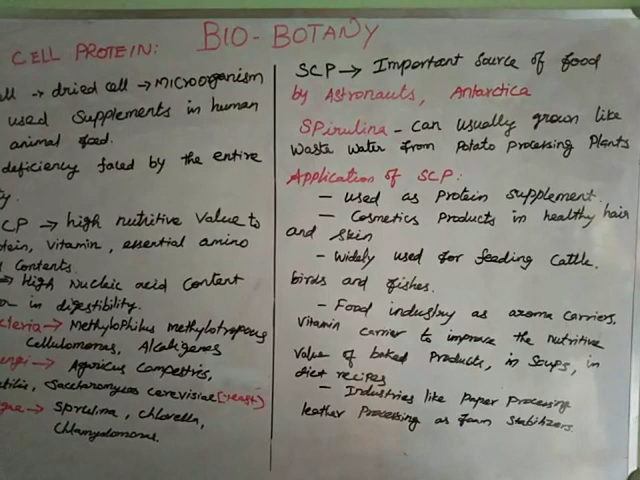 BIO-BOTANY
CELL PROTEIN:
ll → dried cell → Microorganism
used Supplements in human
animal food.
deficiency faced by the entire
ty.
CP → high nutritive value to
tein, vitamin, essential amino
d contents.
→ High Nucleic acid content
in digestibility.
cteria → Methylophilus methylotropous
Cellulomonas, Alcaligenes
ungi → Agaricus campestris,
utilis, Saccharomyces cerevisiae (yeast)
gae → Spirulina, chlorella,
Chlamydomonas.
SCP → Important Source of food
by Astronauts, Antarctica
SPirulina - can usually grown like
Waste water from Potato Processing Plants
Application of SCP:
- used as Protein supplement.
- Cosmetics Products in healthy hair
and skin
- Widely used for feeding Cattle,
birds and fishes.
- Food industry as aroma carriers,
vitamin carrier to improve the nutritive
value of baked Products, in Soups, in
diet recipes
- Industries like Paper Processing
leather Processing as foam stabilizers.